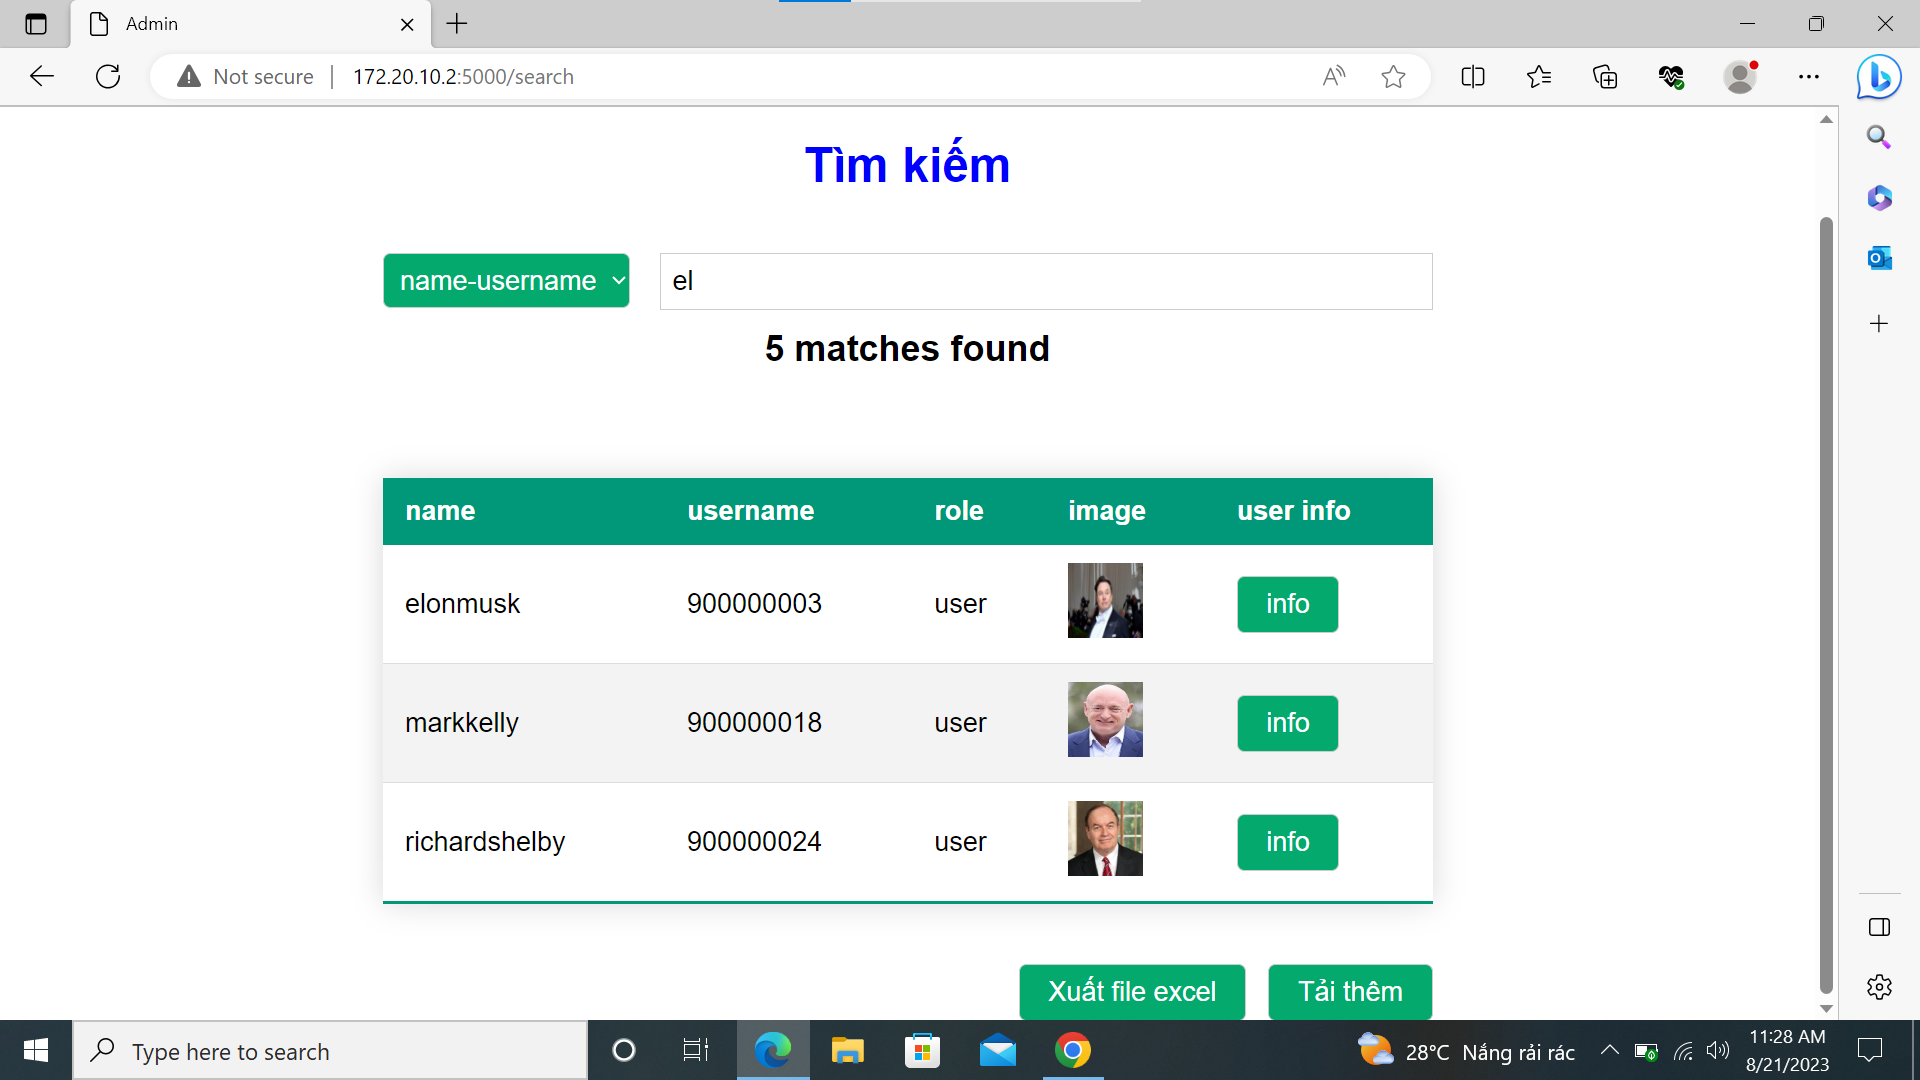 Admin
Not secure 172.20.10.2:5000/search
Tìm kiếm
name-username el
5 matches found
name username role image user info
elonmusk 900000003 user info
markkelly 900000018 user info
richardshelby 900000024 user info
Xuất file excel Tải thêm
Type here to search
28°C Nắng rải rác
11:28 AM
8/21/2023